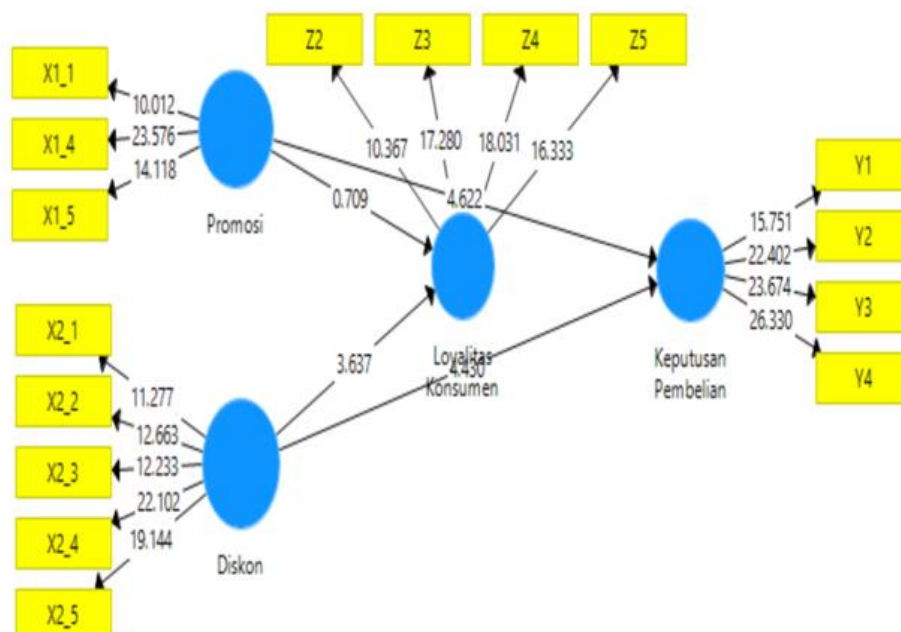 Z2
Z3
Z4
Z5
X1_1
X1_4
X1_5
10.012
23.576
14.118
Promosi
10.367
17.280
18.031
16.333
0.709
4.622
Y1
Y2
Y3
Y4
15.751
22.402
23.674
26.330
Loyalitas
Konsumen
Keputusan
Pembelian
3.637
4.430
X2_1
X2_2
X2_3
X2_4
X2_5
11.277
12.663
12.233
22.102
19.144
Diskon